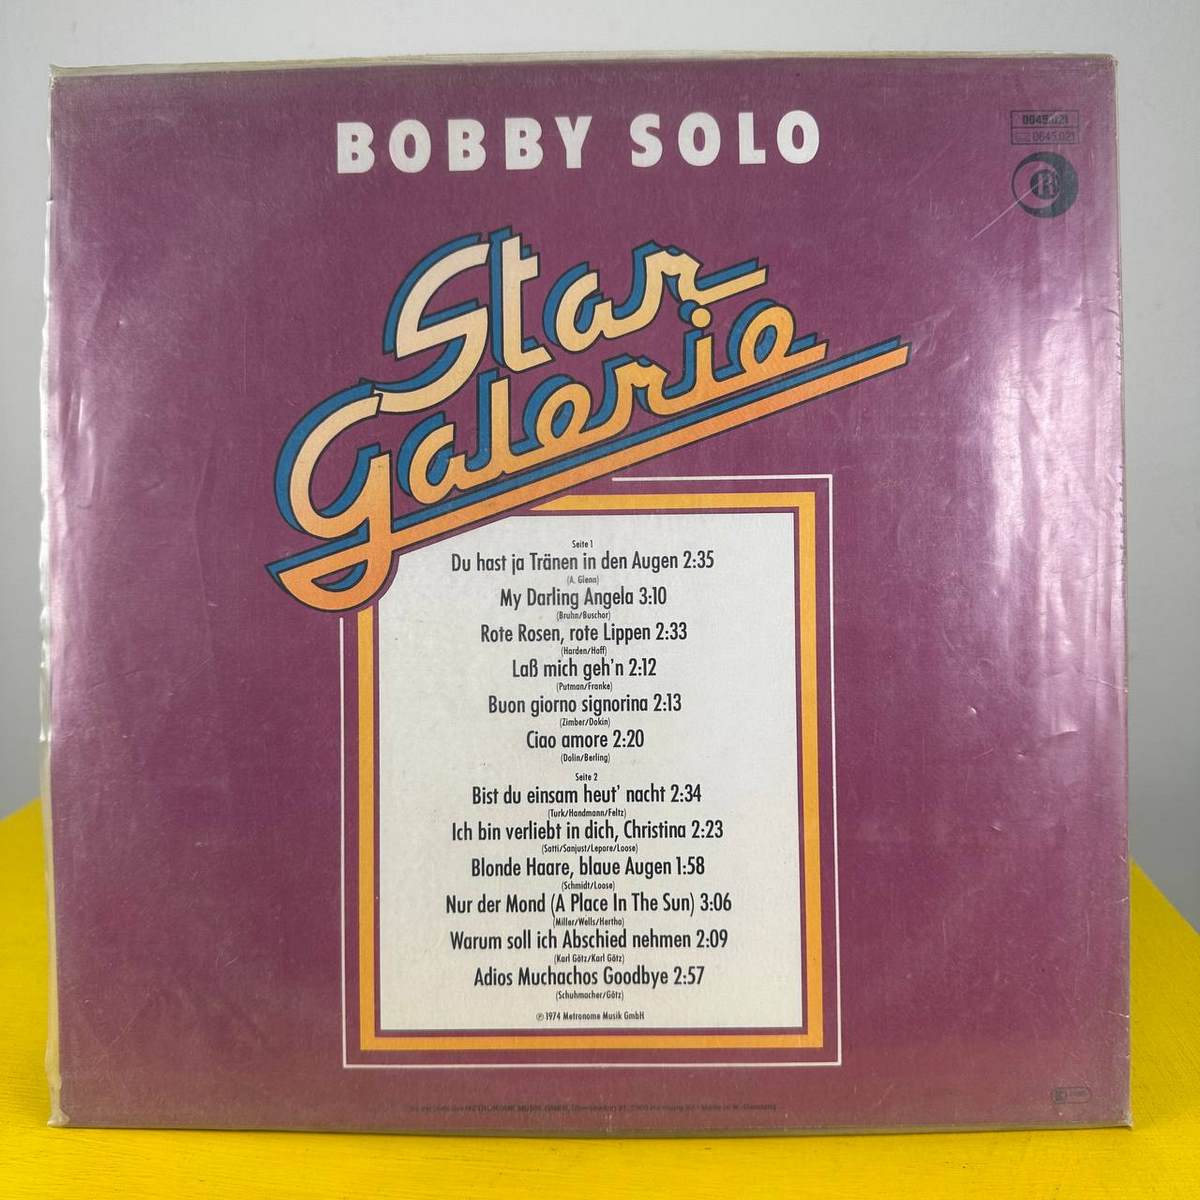 BOBBY SOLO
0645.021
0645.021
R
Star
Galerie
Seite 1
Du hast ja Tränen in den Augen 2:35
(A. Glenn)
My Darling Angela 3:10
(Bruhn/Buschor)
Rote Rosen, rote Lippen 2:33
(Harden/Hoff)
Laß mich geh'n 2:12
(Putman/Franke)
Buon giorno signorina 2:13
(Zimber/Dokin)
Ciao amore 2:20
(Dolin/Berling)
Seite 2
Bist du einsam heut' nacht 2:34
(Turk/Handmann/Feltz)
Ich bin verliebt in dich, Christina 2:23
(Satti/Sanjust/Lepore/Loose)
Blonde Haare, blaue Augen 1:58
(Schmidt/Loose)
Nur der Mond (A Place In The Sun) 3:06
(Miller/Wells/Hertha)
Warum soll ich Abschied nehmen 2:09
(Karl Götz/Karl Götz)
Adios Muchachos Goodbye 2:57
(Schuhmacher/Götz)
℗ 1974 Metronome Musik GmbH
METRONOME MUSIK GMBH